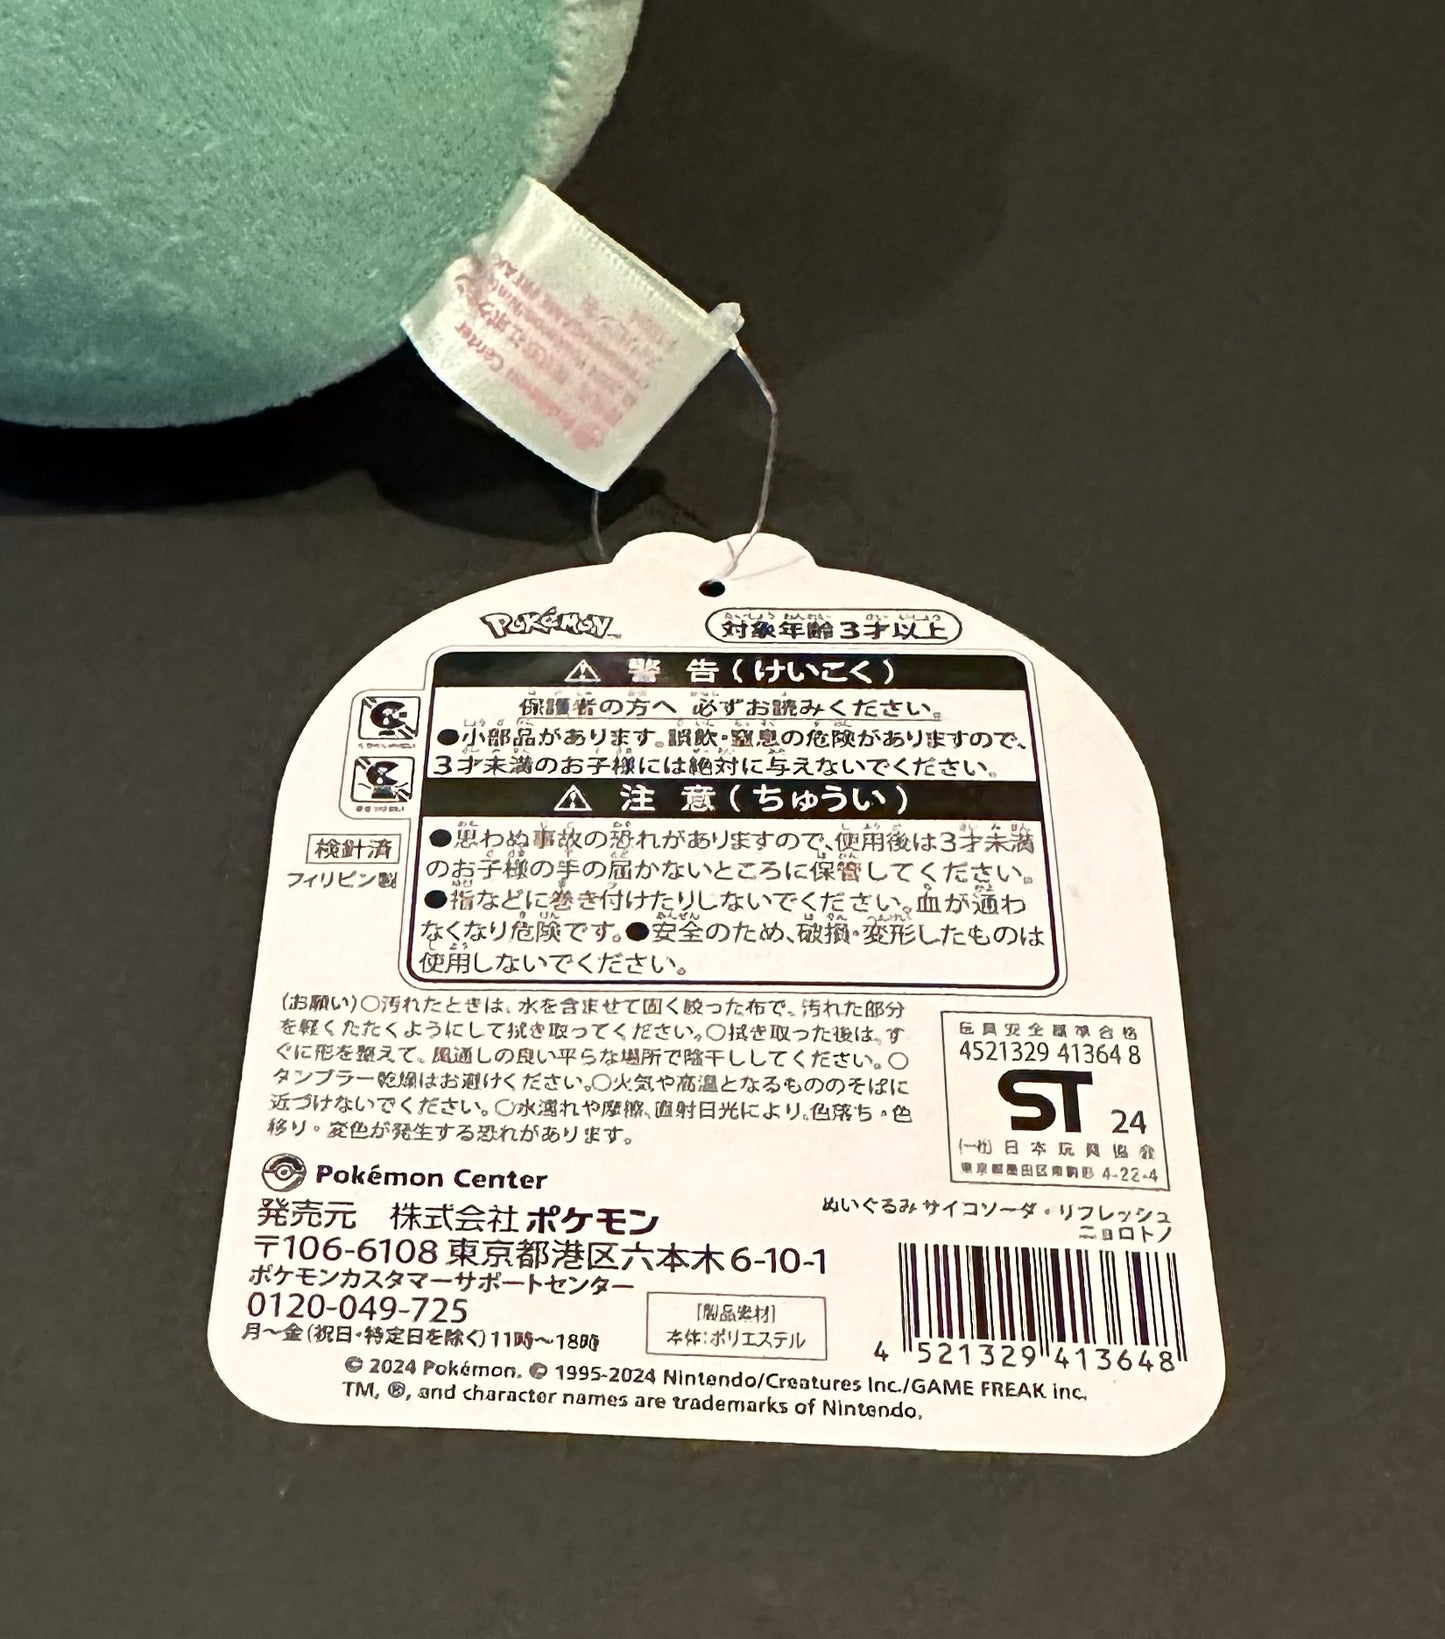 POKéMON
対象年齢3才以上
警告(けいこく)
保護者の方へ 必ずお読みください。
●小部品があります。誤飲・窒息の危険がありますので、
3才未満のお子様には絶対に与えないでください。
注意(ちゅうい)
●思わぬ事故の恐れがありますので、使用後は3才未満
のお子様の手の届かないところに保管してください。
●指などに巻き付けたりしないでください。血が通わ
なくなり危険です。●安全のため、破損・変形したものは
使用しないでください。
検針済
フィリピン製
(お願い)○汚れたときは、水を含ませて固く絞った布で、汚れた部分
を軽くたたくようにして拭き取ってください。○拭き取った後は、す
ぐに形を整えて、風通しの良い平らな場所で陰干ししてください。○
タンブラー乾燥はお避けください。○火気や高温となるもののそばに
近づけないでください。○水濡れや摩擦、直射日光により、色落ち・色
移り・変色が発生する恐れがあります。
玩具安全基準合格
4521329 41364 8
ST 24
(一社)日本玩具協会
東京都墨田区東駒形 4-22-4
Pokémon Center
発売元 株式会社ポケモン
〒106-6108 東京都港区六本木6-10-1
ポケモンカスタマーサポートセンター
0120-049-725
月〜金(祝日・特定日を除く)11時〜18時
[製品素材]
本体:ポリエステル
ぬいぐるみ サイコソーダ・リフレッシュ
ニョロトノ
4 521329 413648
© 2024 Pokémon. © 1995-2024 Nintendo/Creatures Inc./GAME FREAK inc.
TM, ®, and character names are trademarks of Nintendo.